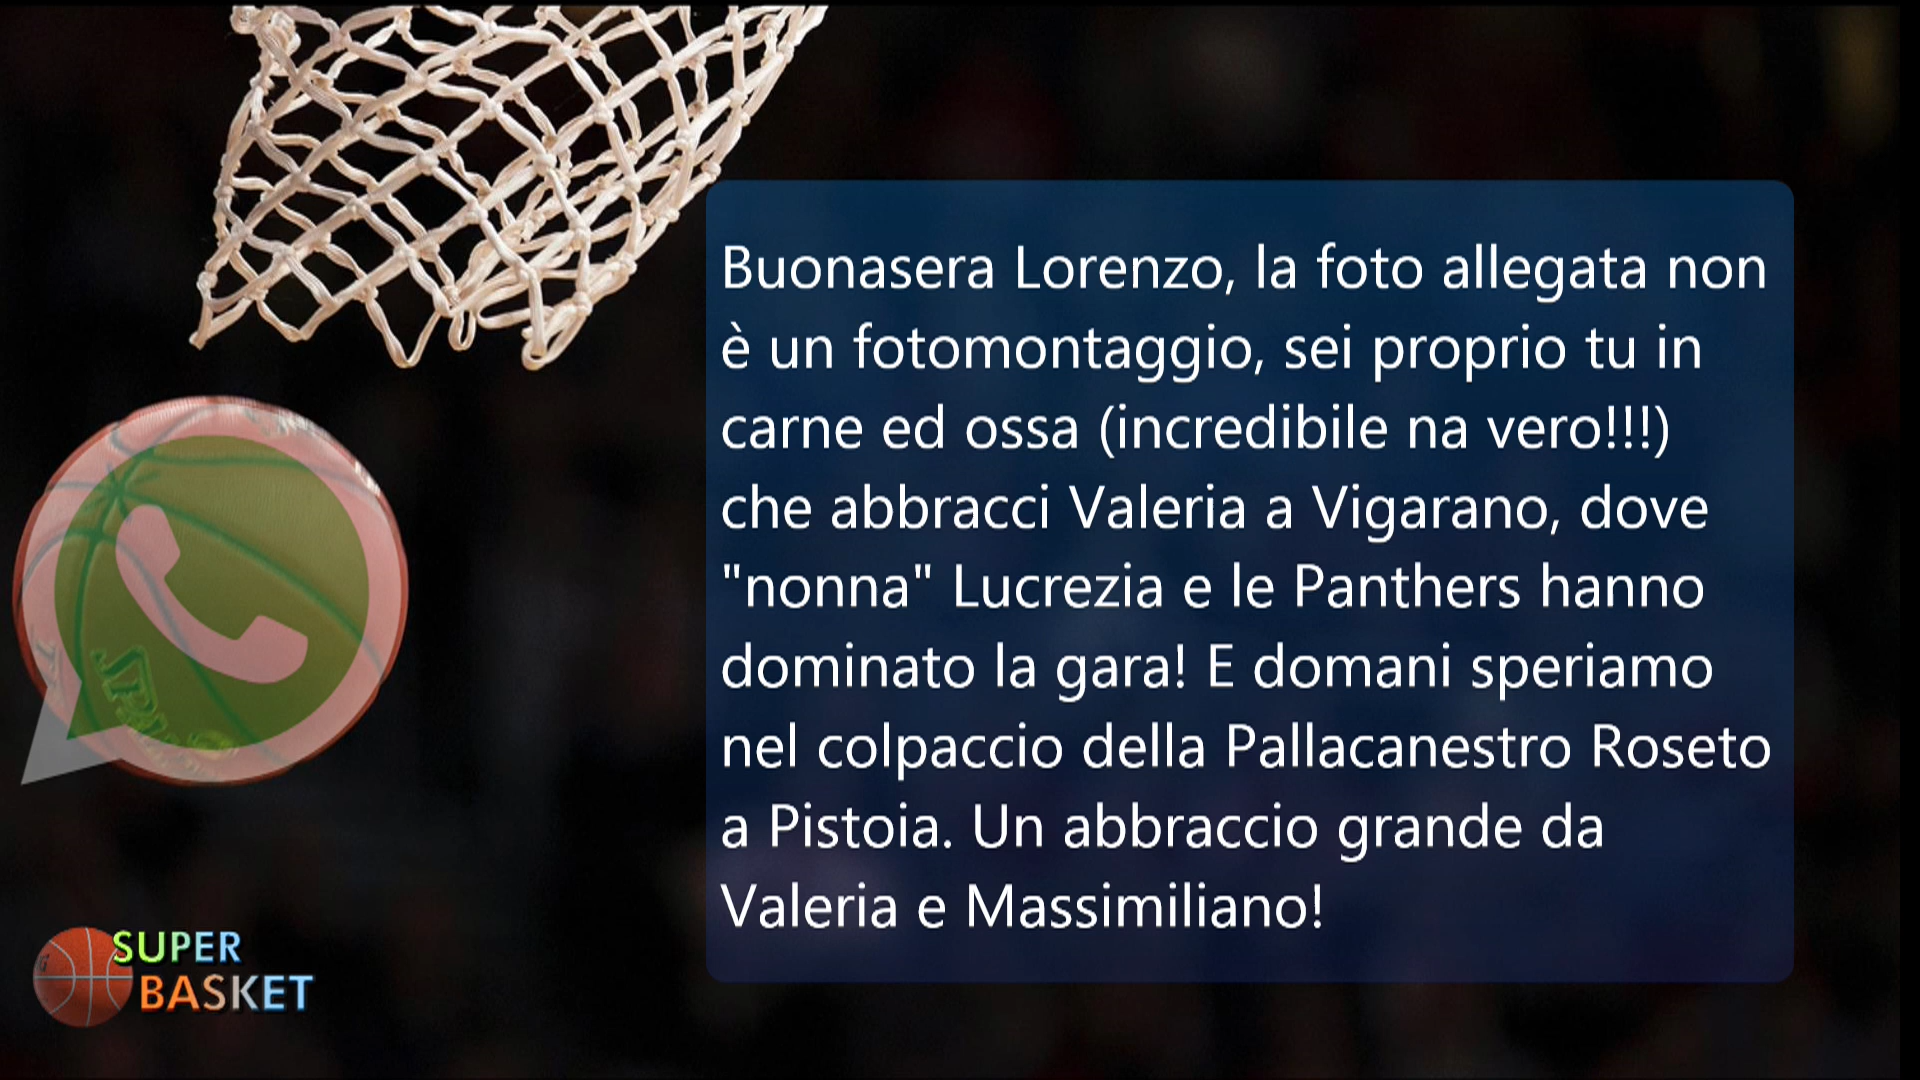 Buonasera Lorenzo, la foto allegata non
è un fotomontaggio, sei proprio tu in
carne ed ossa (incredibile na vero!!!)
che abbracci Valeria a Vigarano, dove
"nonna" Lucrezia e le Panthers hanno
dominato la gara! E domani speriamo
nel colpaccio della Pallacanestro Roseto
a Pistoia. Un abbraccio grande da
Valeria e Massimiliano!
SUPER
BASKET